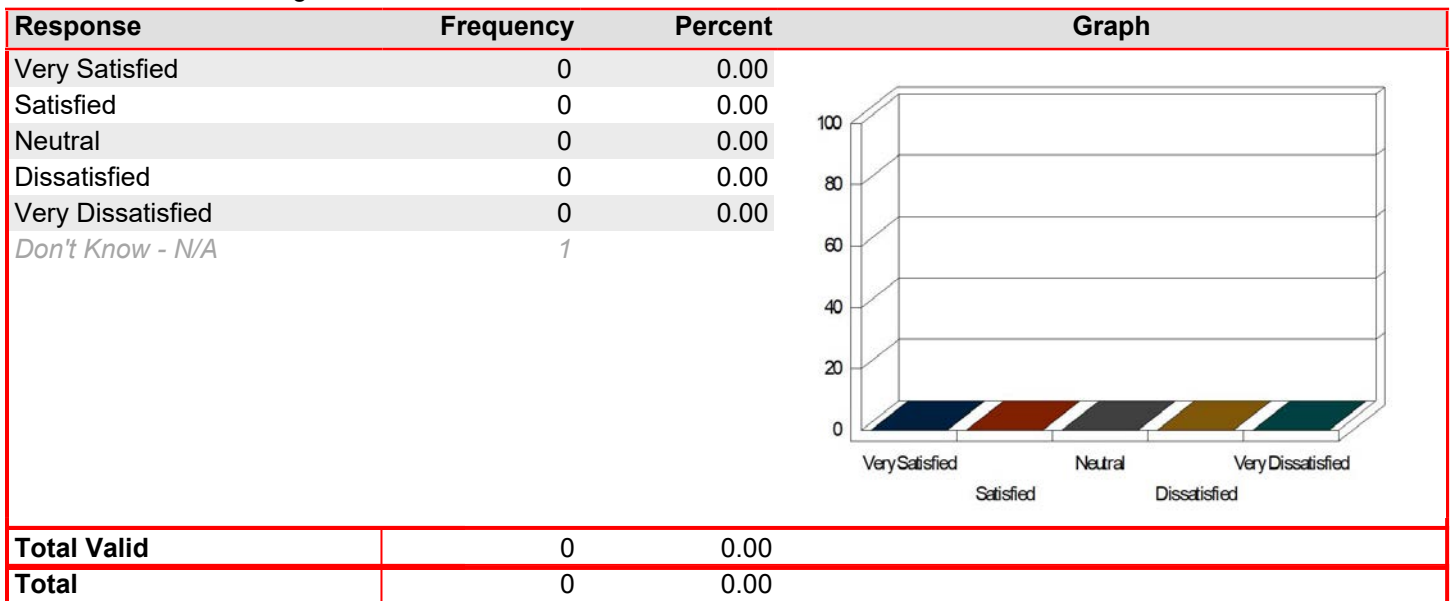 Response Frequency Percent Graph
Very Satisfied 0 0.00
Satisfied 0 0.00
Neutral 0 0.00
Dissatisfied 0 0.00
Very Dissatisfied 0 0.00
Don't Know - N/A 1
100
80
60
40
20
0
Very Satisfied Neutral Very Dissatisfied
Satisfied Dissatisfied
Total Valid 0 0.00
Total 0 0.00